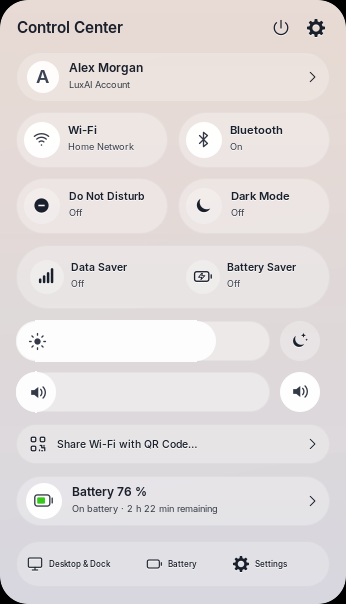 Control Center
A
Alex Morgan
LuxAI Account
Wi-Fi
Home Network
Bluetooth
On
Do Not Disturb
Off
Dark Mode
Off
Data Saver
Off
Battery Saver
Off
Share Wi-Fi with QR Code...
Battery 76 %
On battery · 2 h 22 min remaining
Desktop & Dock
Battery
Settings